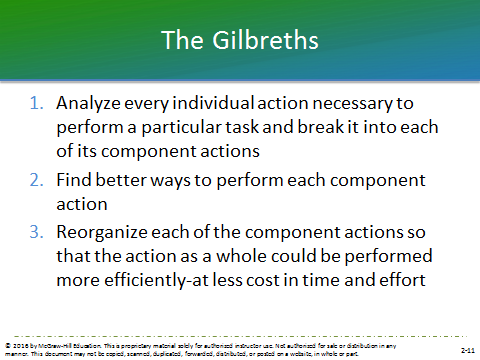 The Gilbreths
1. Analyze every individual action necessary to
perform a particular task and break it into each
of its component actions
2. Find better ways to perform each component
action
3. Reorganize each of the component actions so
that the action as a whole could be performed
more efficiently-at less cost in time and effort
© 2016 by McGraw-Hill Education. This is proprietary material solely for authorized instructor use. Not authorized for sale or distribution in any
manner. This document may not be copied, scanned, duplicated, forwarded, distributed, or posted on a website, in whole or part.
2-11